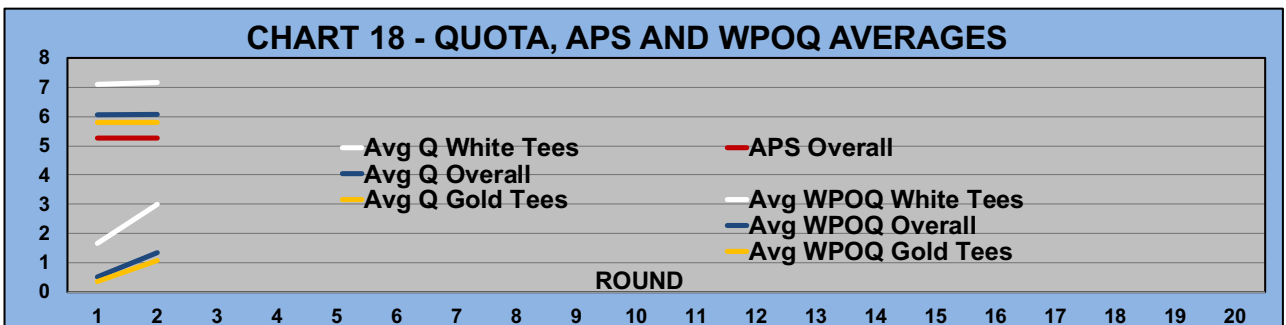 CHART 18 - QUOTA, APS AND WPOQ AVERAGES
8
7
6
5
4
3
2
1
0
Avg Q White Tees
Avg Q Overall
Avg Q Gold Tees
APS Overall
Avg WPOQ White Tees
Avg WPOQ Overall
Avg WPOQ Gold Tees
ROUND
1 2 3 4 5 6 7 8 9 10 11 12 13 14 15 16 17 18 19 20